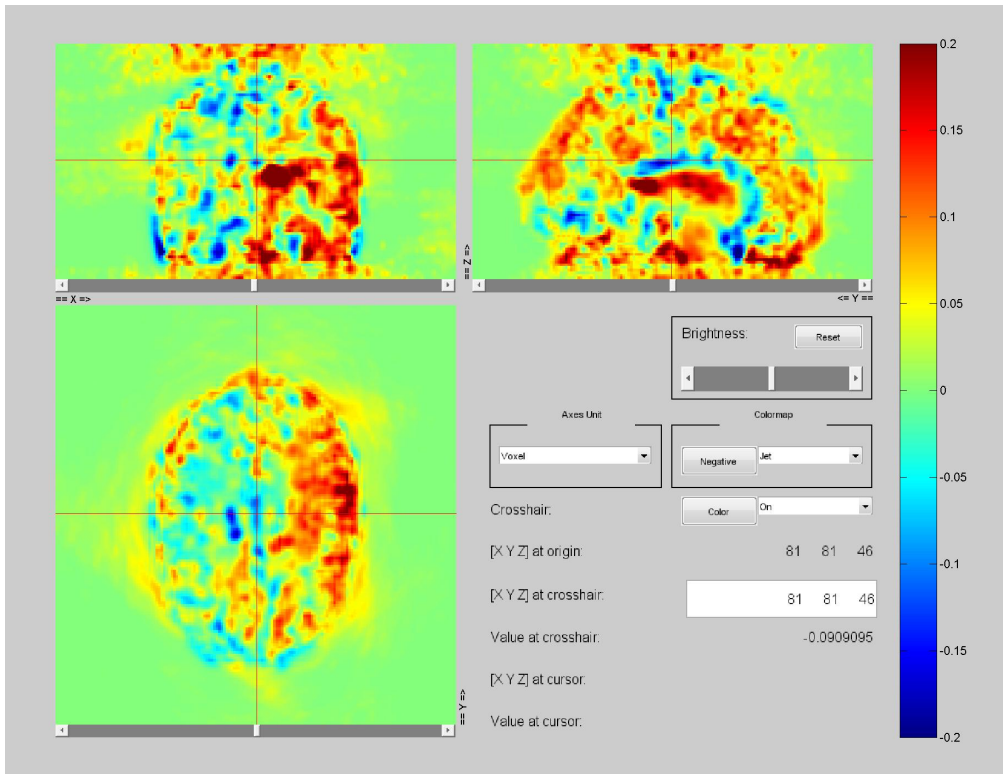 0.2
0.15
0.1
0.05
0
-0.05
-0.1
-0.15
-0.2
== X =>
== Z =>
<= Y ==
== Y =>
Brightness:
Reset
Axes Unit
Colormap
Voxel
Negative
Jet
Crosshair:
Color
On
[X Y Z] at origin:
81 81 46
[X Y Z] at crosshair:
81 81 46
Value at crosshair:
-0.0909095
[X Y Z] at cursor:
Value at cursor: